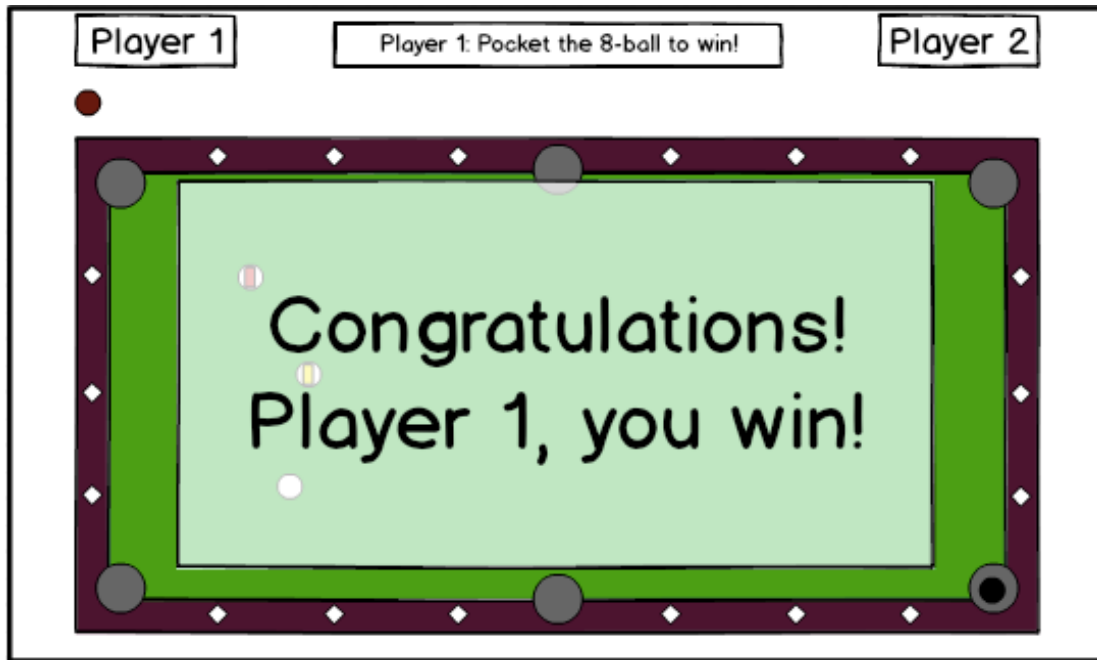 Player 1
Player 1: Pocket the 8-ball to win!
Player 2
Congratulations!
Player 1, you win!